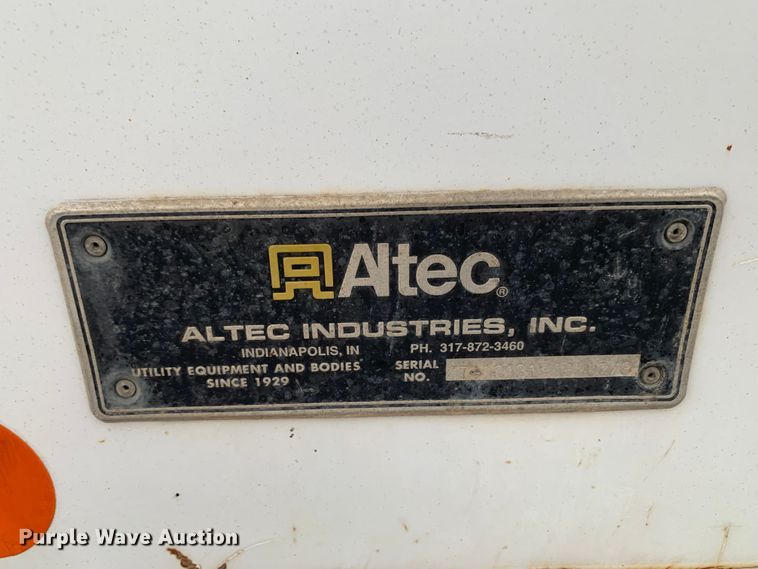 Altec®
ALTEC INDUSTRIES, INC.
INDIANAPOLIS, IN PH. 317-872-3460
UTILITY EQUIPMENT AND BODIES
SINCE 1929
SERIAL
NO.
Purple Wave Auction